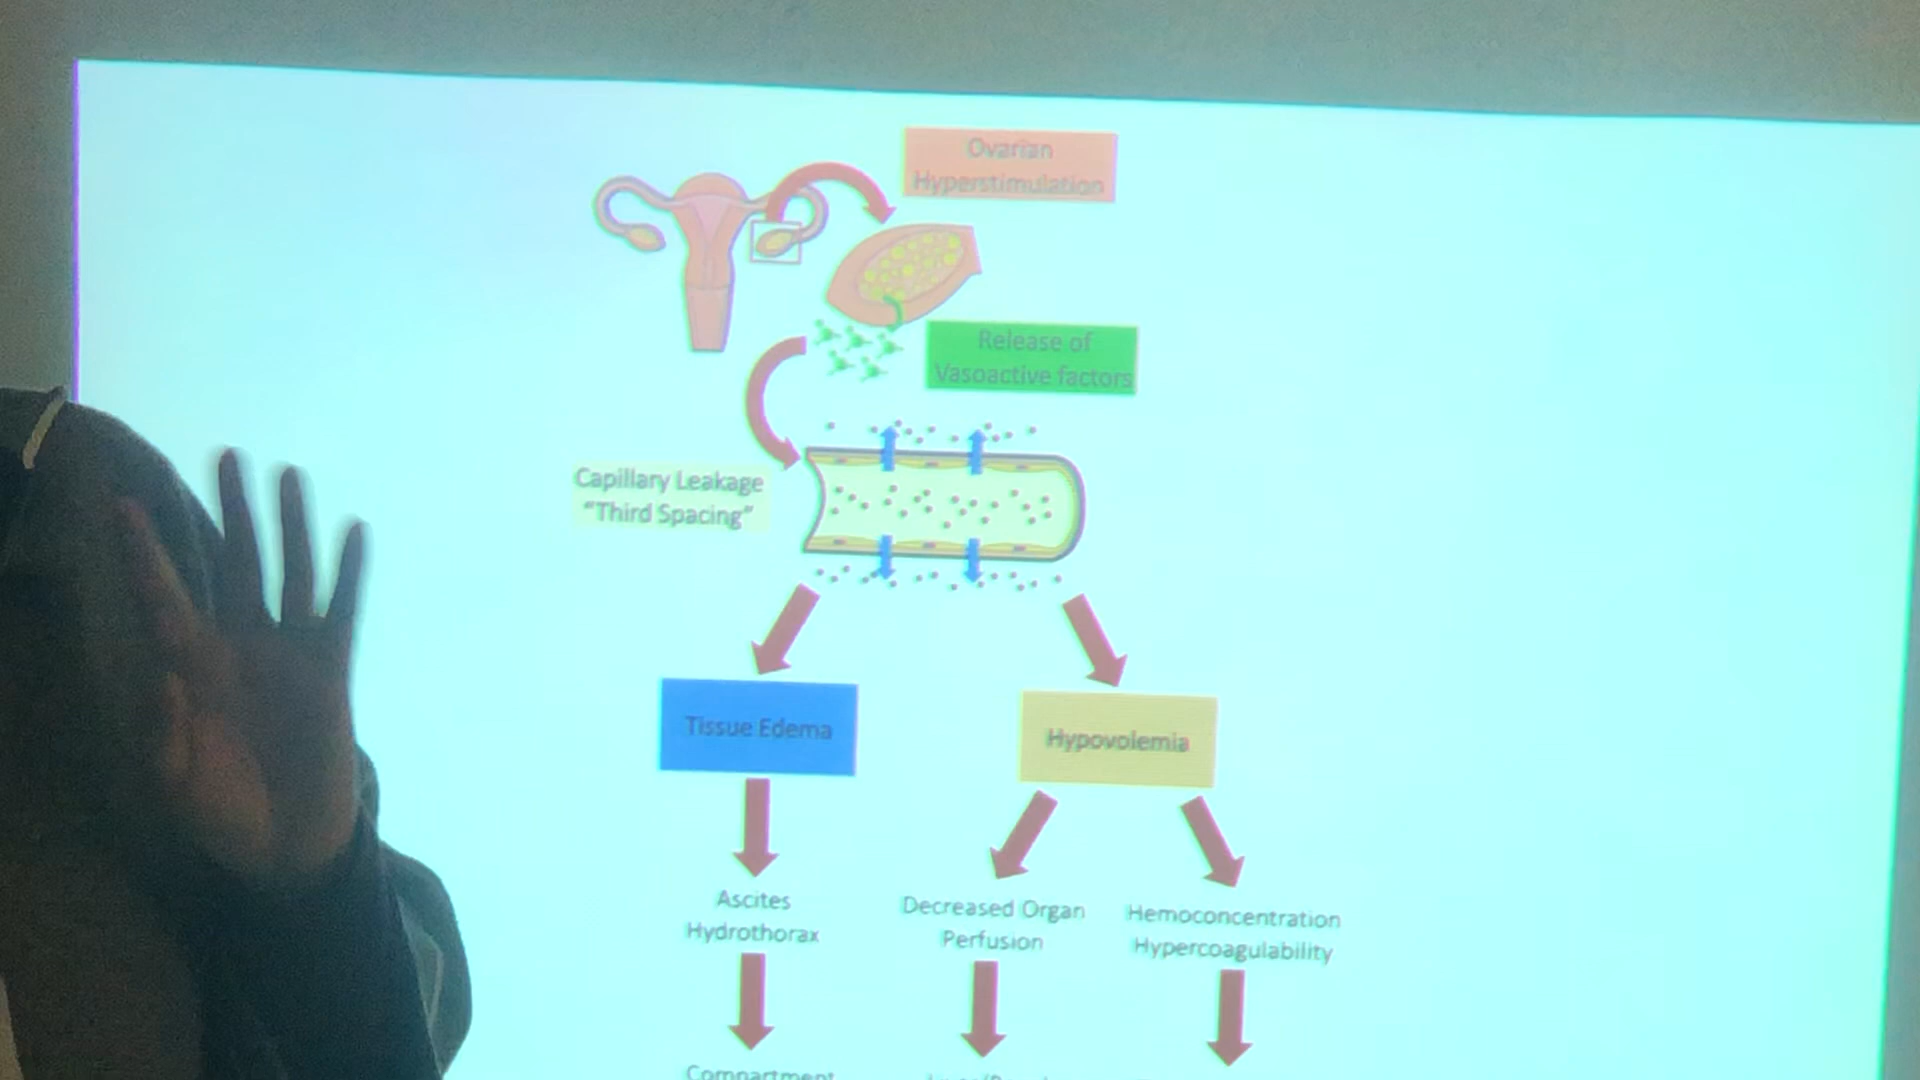 Ovarian
Hyperstimulation
Release of
Vasoactive factors
Capillary Leakage
“Third Spacing”
Tissue Edema
Hypovolemia
Ascites
Hydrothorax
Decreased Organ
Perfusion
Hemoconcentration
Hypercoagulability
Compartment